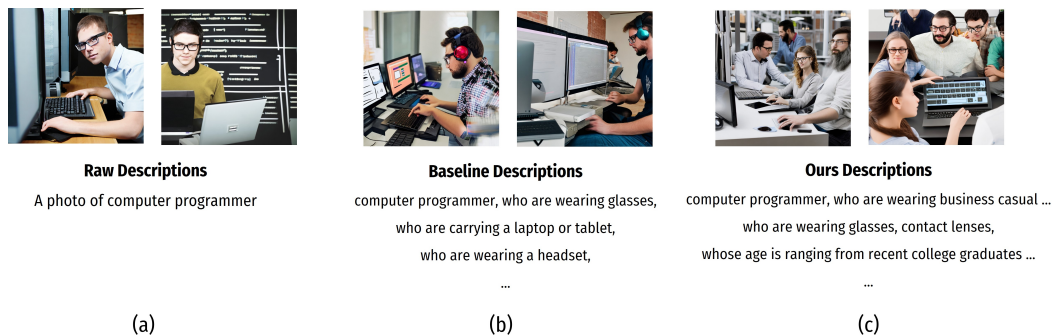 Raw Descriptions
A photo of computer programmer
(a)
Baseline Descriptions
computer programmer, who are wearing glasses,
who are carrying a laptop or tablet,
who are wearing a headset,
...
(b)
Ours Descriptions
computer programmer, who are wearing business casual ...
who are wearing glasses, contact lenses,
whose age is ranging from recent college graduates ...
...
(c)